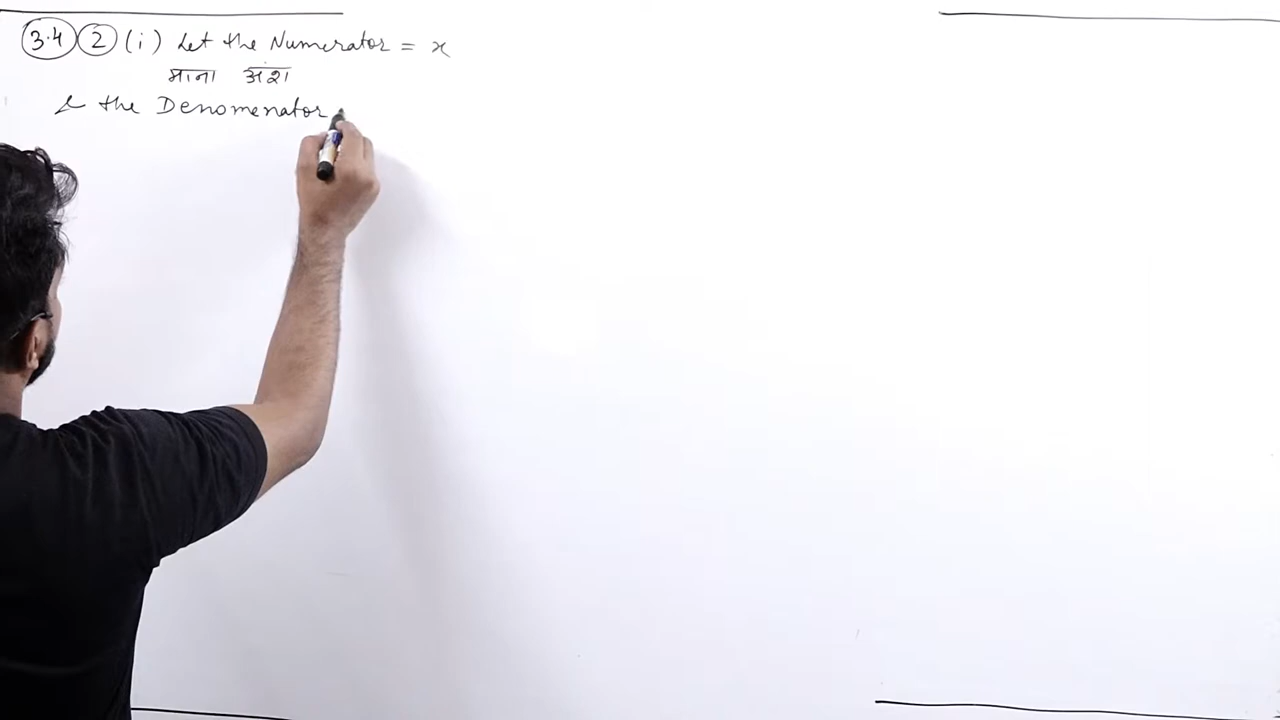 3.4 2 (i) Let the Numerator = x
माना अंश
& the Denomenator